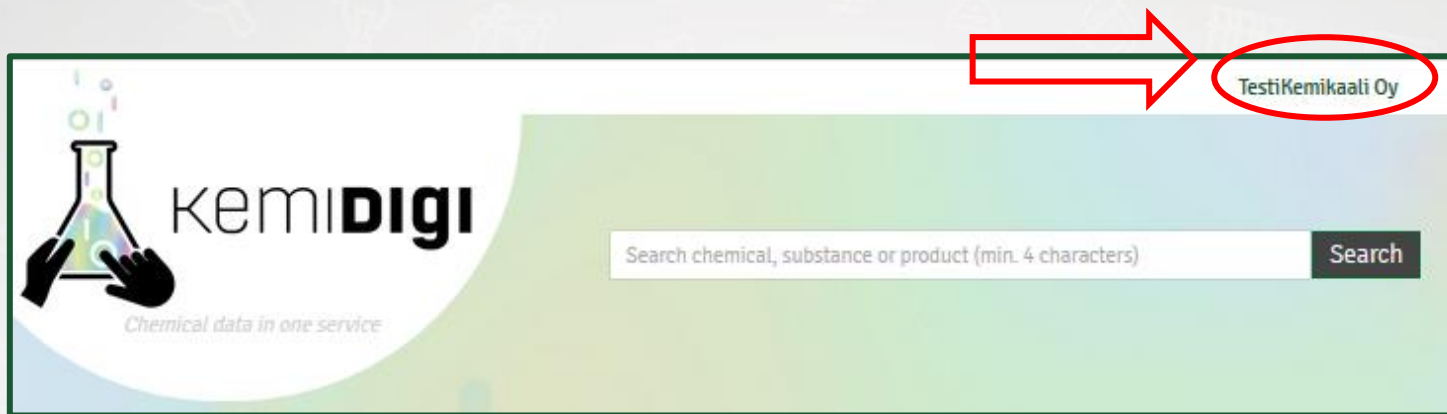 TestiKemikaali Oy
KemiDIGI
Search chemical, substance or product (min. 4 characters)
Search
Chemical data in one service